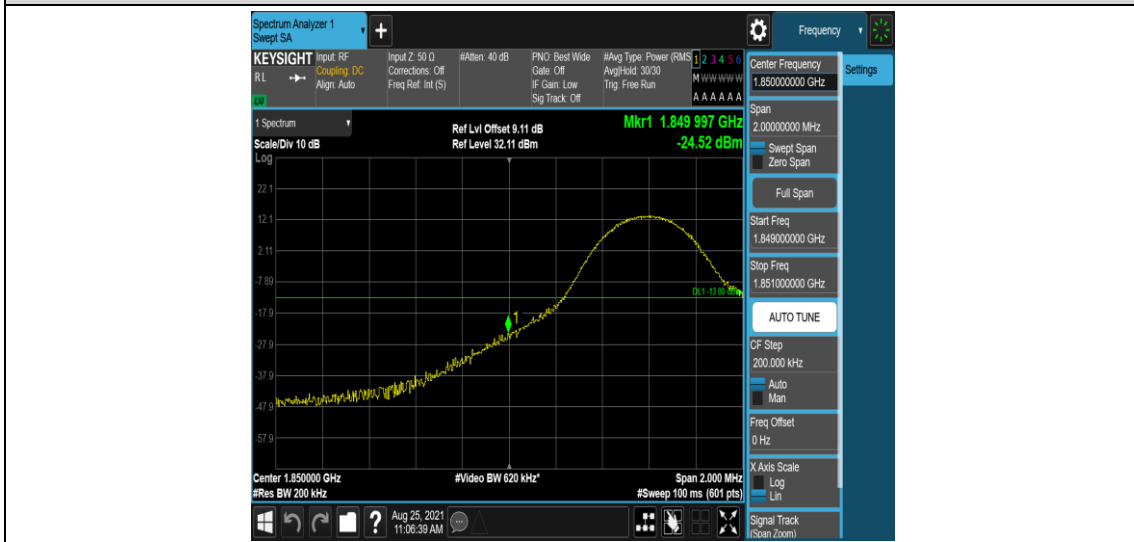 Spectrum Analyzer 1
Swept SA
+
Frequency
KEYSIGHT
RL
Input: RF
Coupling: DC
Align: Auto
Input Z: 50 Ω
Corrections: Off
Freq Ref: Int (S)
#Atten: 40 dB
PNO: Best Wide
Gate: Off
IF Gain: Low
Sig Track: Off
#Avg Type: Power (RMS
Avg|Hold: 30/30
Trig: Free Run
1 2 3 4 5 6
M W W W W W
A A A A A A
1 Spectrum
Scale/Div 10 dB
Ref Lvl Offset 9.11 dB
Ref Level 32.11 dBm
Mkr1 1.849 997 GHz
-24.52 dBm
Log
22.1
12.1
2.11
-7.89
-17.9
-27.9
-37.9
-47.9
-57.9
DL1 -13.00 dBm
1
Center 1.850000 GHz
#Res BW 200 kHz
#Video BW 620 kHz*
Span 2.000 MHz
#Sweep 100 ms (601 pts)
Aug 25, 2021
11:06:39 AM
Center Frequency
1.850000000 GHz
Settings
Span
2.00000000 MHz
Swept Span
Zero Span
Full Span
Start Freq
1.849000000 GHz
Stop Freq
1.851000000 GHz
AUTO TUNE
CF Step
200.000 kHz
Auto
Man
Freq Offset
0 Hz
X Axis Scale
Log
Lin
Signal Track
(Span Zoom)